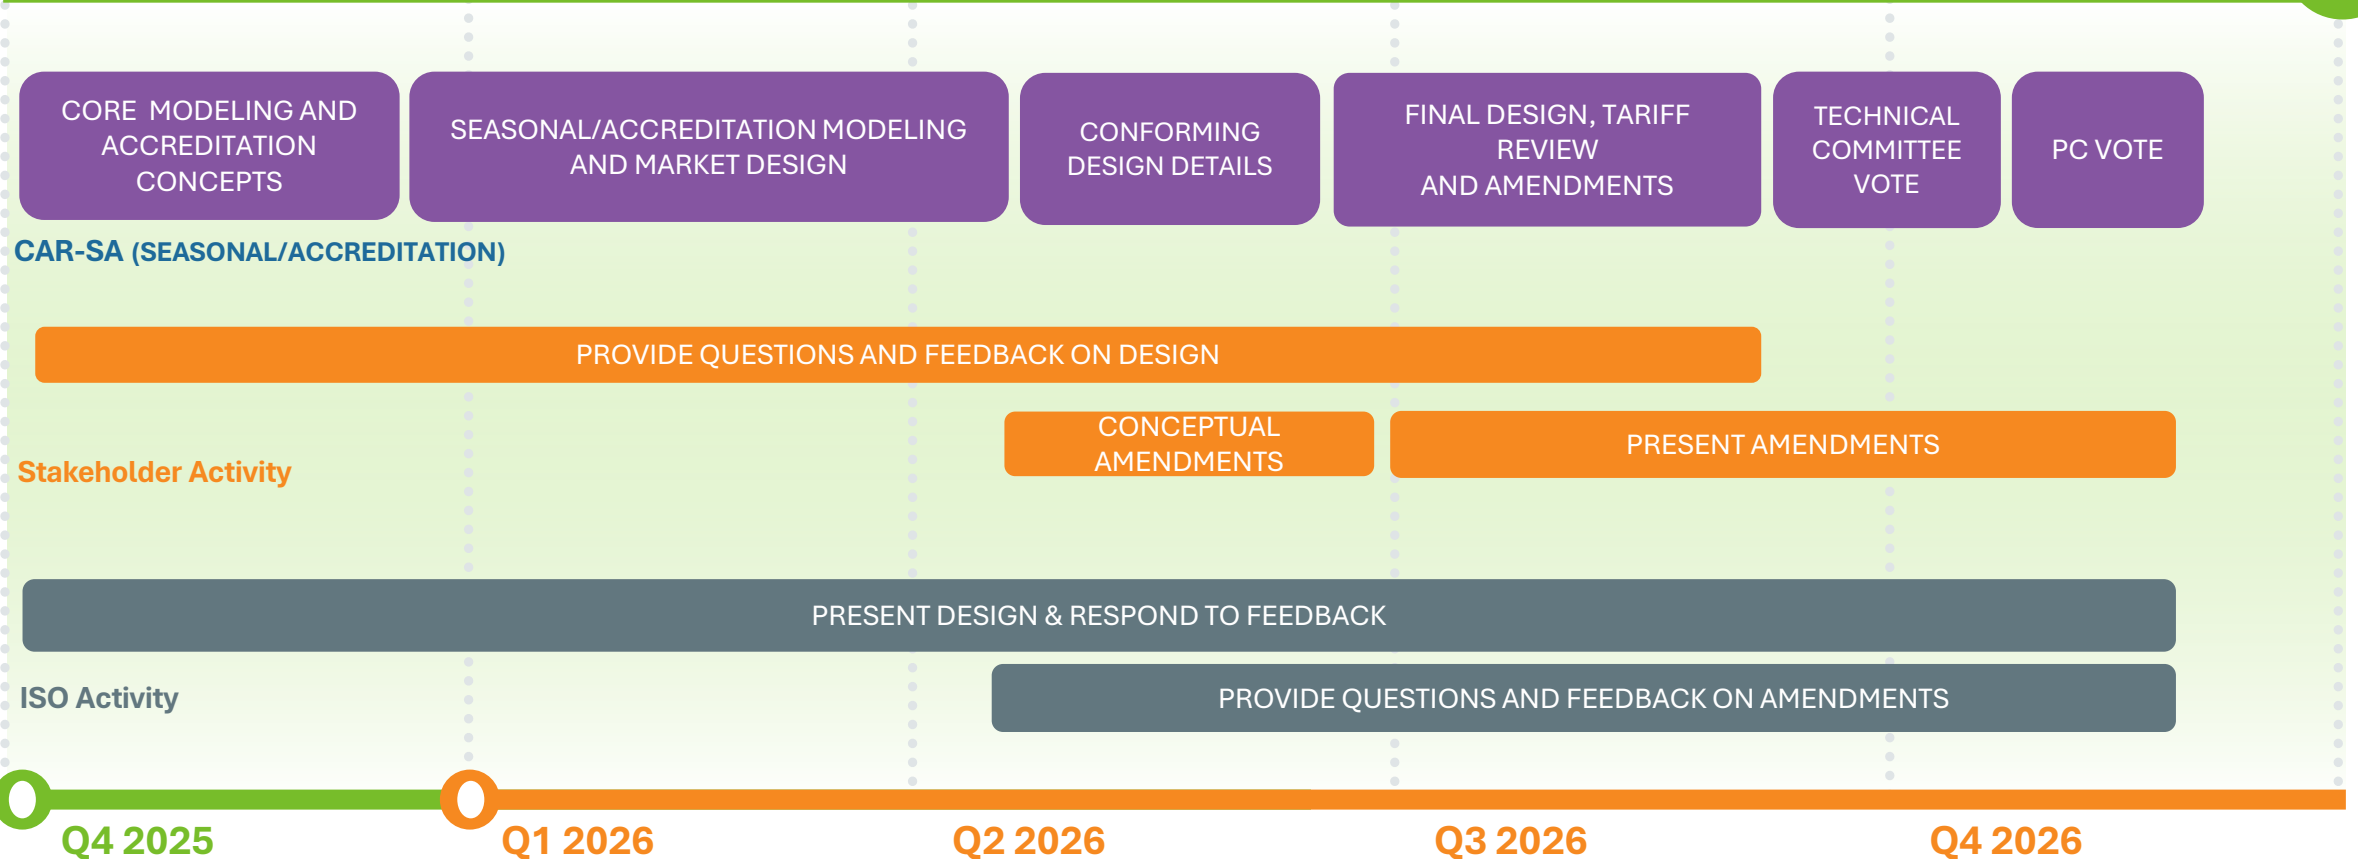 CORE MODELING AND
ACCREDITATION
CONCEPTS
SEASONAL/ACCREDITATION MODELING
AND MARKET DESIGN
CONFORMING
DESIGN DETAILS
FINAL DESIGN, TARIFF
REVIEW
AND AMENDMENTS
TECHNICAL
COMMITTEE
VOTE
PC VOTE
CAR-SA (SEASONAL/ACCREDITATION)
PROVIDE QUESTIONS AND FEEDBACK ON DESIGN
CONCEPTUAL
AMENDMENTS
PRESENT AMENDMENTS
Stakeholder Activity
PRESENT DESIGN & RESPOND TO FEEDBACK
PROVIDE QUESTIONS AND FEEDBACK ON AMENDMENTS
ISO Activity
Q4 2025
Q1 2026
Q2 2026
Q3 2026
Q4 2026